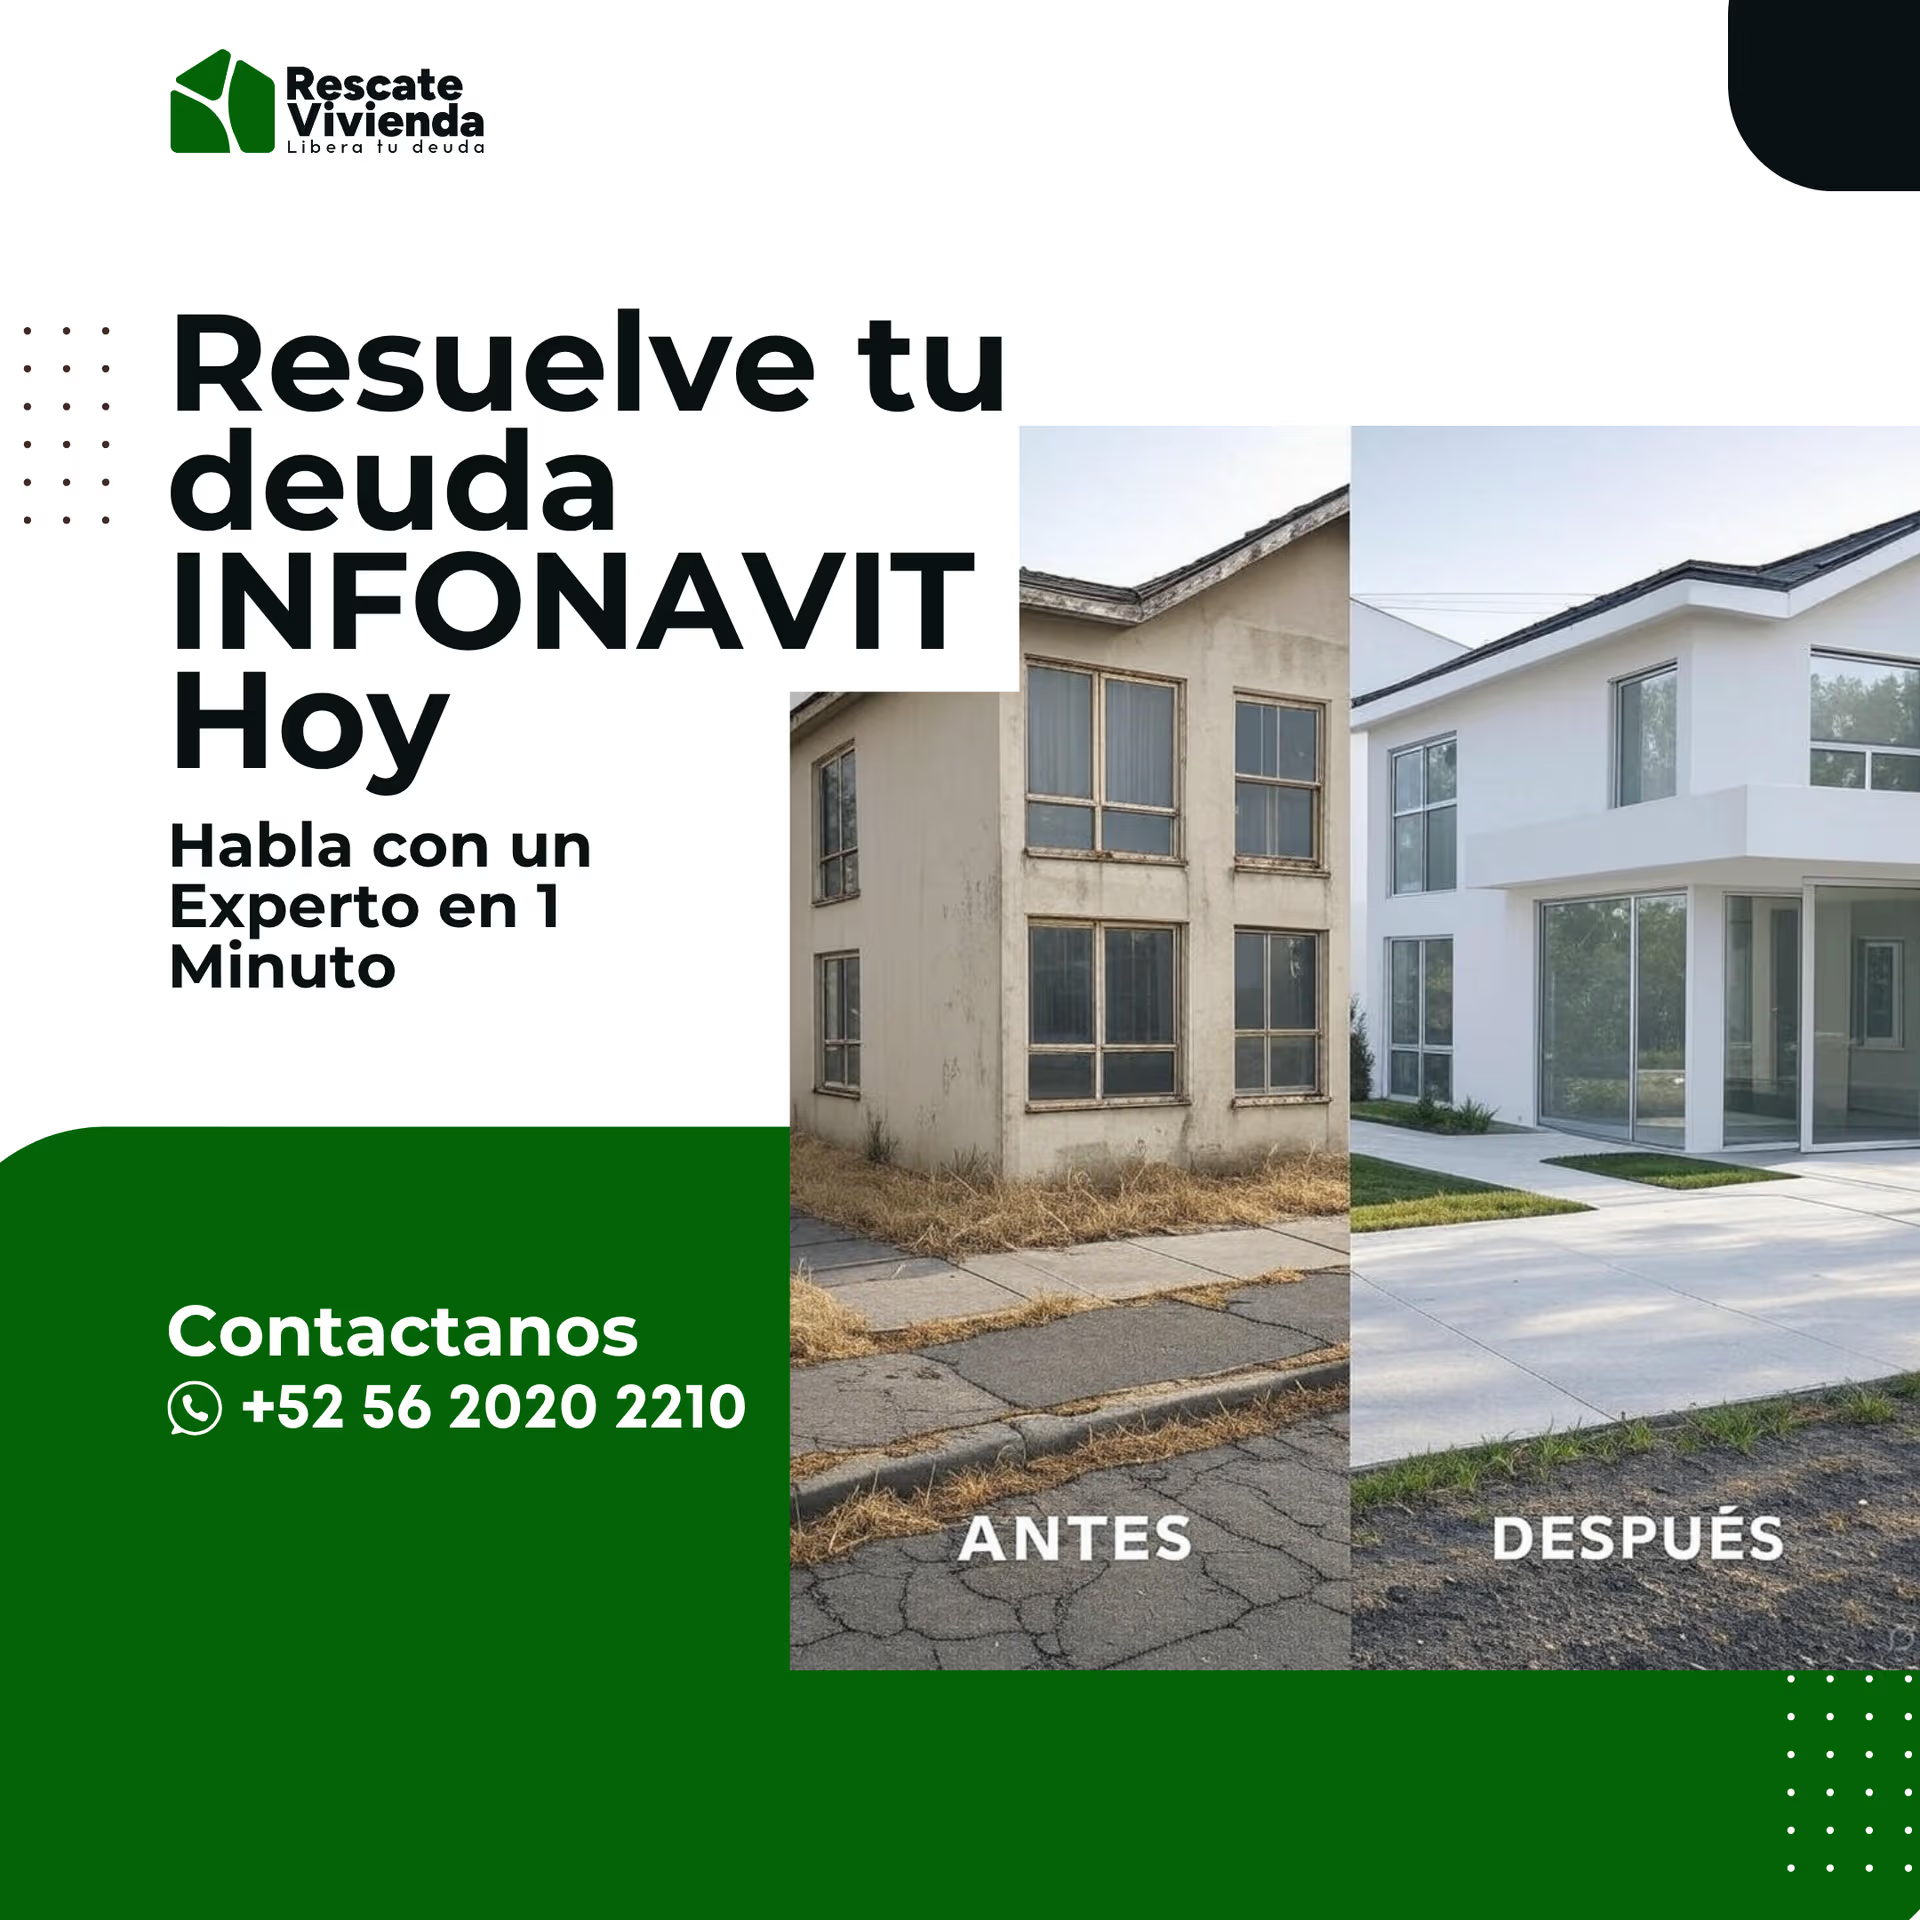 Rescate
Vivienda
Libera tu deuda
Resuelve tu
deuda
INFONAVIT
Hoy
Habla con un
Experto en 1
Minuto
Contactanos
+52 56 2020 2210
ANTES
DESPUÉS